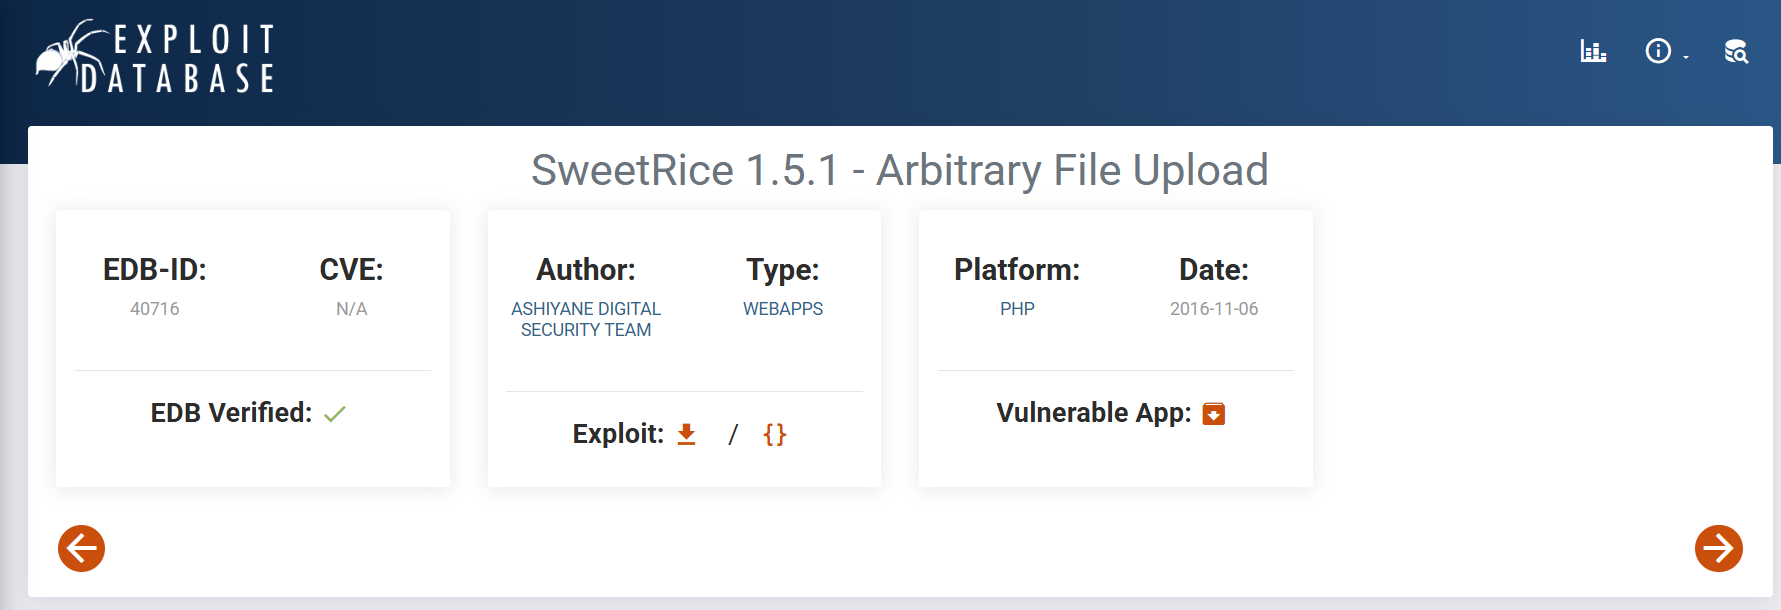 EXPLOIT
DATABASE
SweetRice 1.5.1 - Arbitrary File Upload
EDB-ID:
40716
CVE:
N/A
EDB Verified:
Author:
ASHIYANE DIGITAL
SECURITY TEAM
Type:
WEBAPPS
Exploit: / {}
Platform:
PHP
Date:
2016-11-06
Vulnerable App: